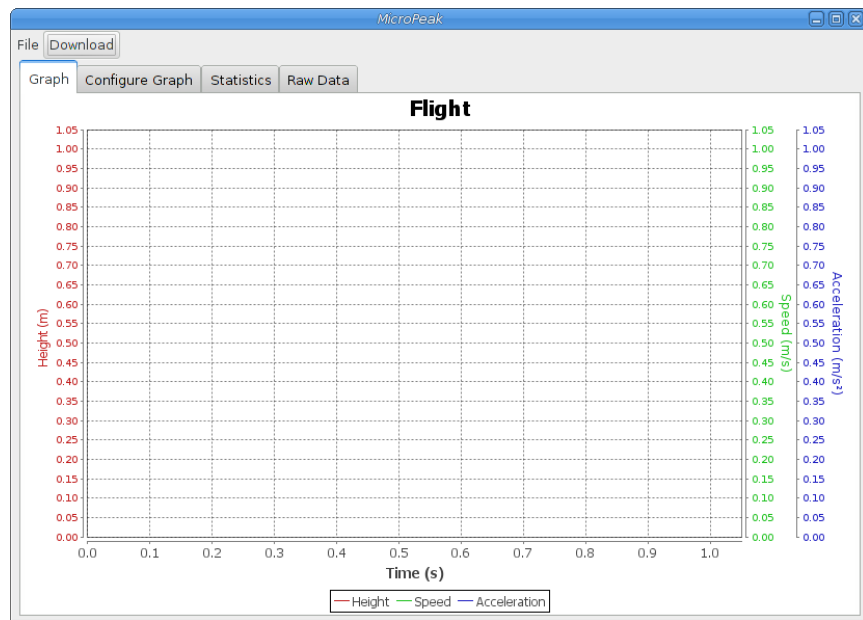 MicroPeak
File Download
Graph Configure Graph Statistics Raw Data
Flight
1.05 1.05 1.05
1.00 1.00 1.00
0.95 0.95 0.95
0.90 0.90 0.90
0.85 0.85 0.85
0.80 0.80 0.80
0.75 0.75 0.75
0.70 0.70 0.70
0.65 0.65 0.65
0.60 0.60 0.60
0.55 0.55 0.55
0.50 0.50 0.50
0.45 0.45 0.45
0.40 0.40 0.40
0.35 0.35 0.35
0.30 0.30 0.30
0.25 0.25 0.25
0.20 0.20 0.20
0.15 0.15 0.15
0.10 0.10 0.10
0.05 0.05 0.05
0.00 0.00 0.00
Height (m)
Speed (m/s)
Acceleration (m/s²)
0.0 0.1 0.2 0.3 0.4 0.5 0.6 0.7 0.8 0.9 1.0
Time (s)
Height Speed Acceleration